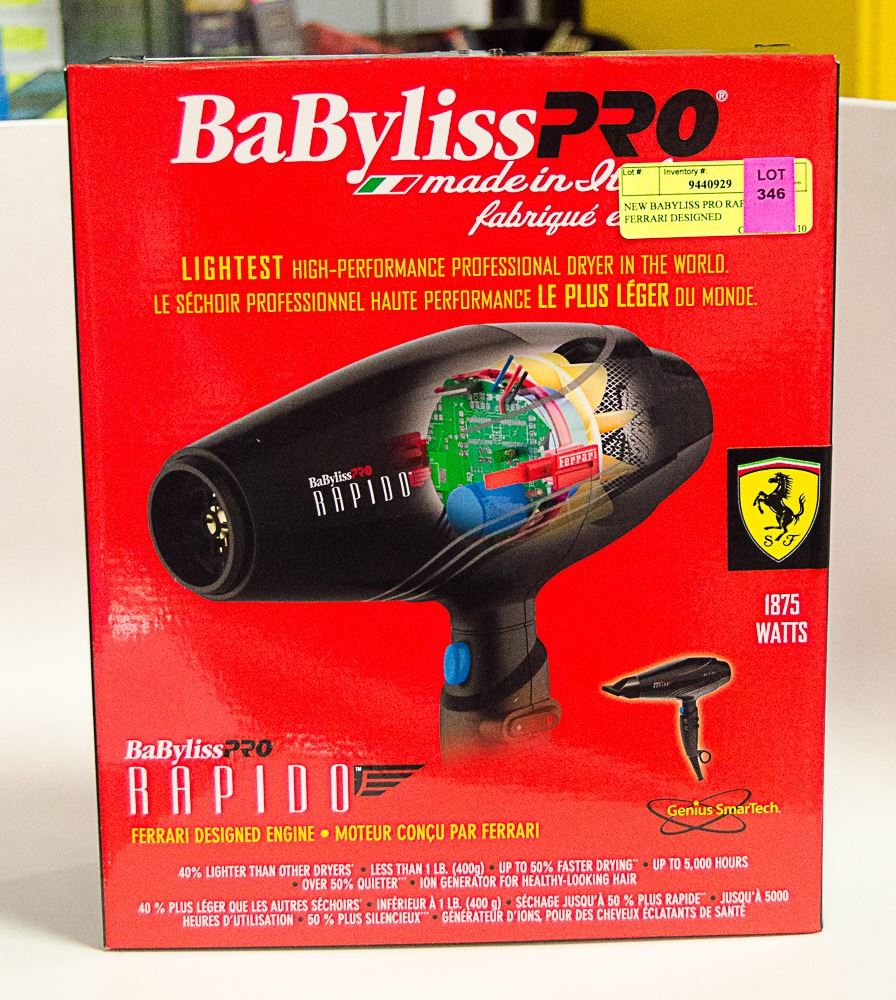 BaBylissPRO®
made in It
fabriqué e
Lot #: Inventory #: LOT
9440929 346
NEW BABYLISS PRO RAP
FERRARI DESIGNED
10
LIGHTEST HIGH-PERFORMANCE PROFESSIONAL DRYER IN THE WORLD.
LE SÉCHOIR PROFESSIONNEL HAUTE PERFORMANCE LE PLUS LÉGER DU MONDE.
Ferrari
BaBylissPRO
RAPIDO
S F
1875
WATTS
BaBylissPRO
RAPIDO™
Genius SmarTech.
FERRARI DESIGNED ENGINE • MOTEUR CONÇU PAR FERRARI
40% LIGHTER THAN OTHER DRYERS* • LESS THAN 1 LB. (400g) • UP TO 50% FASTER DRYING** • UP TO 5,000 HOURS
• OVER 50% QUIETER*** • ION GENERATOR FOR HEALTHY-LOOKING HAIR
40 % PLUS LÉGER QUE LES AUTRES SÉCHOIRS* • INFÉRIEUR À 1 LB. (400 g) • SÉCHAGE JUSQU'À 50 % PLUS RAPIDE** • JUSQU'À 5000
HEURES D'UTILISATION • 50 % PLUS SILENCIEUX*** • GÉNÉRATEUR D'IONS, POUR DES CHEVEUX ÉCLATANTS DE SANTÉ